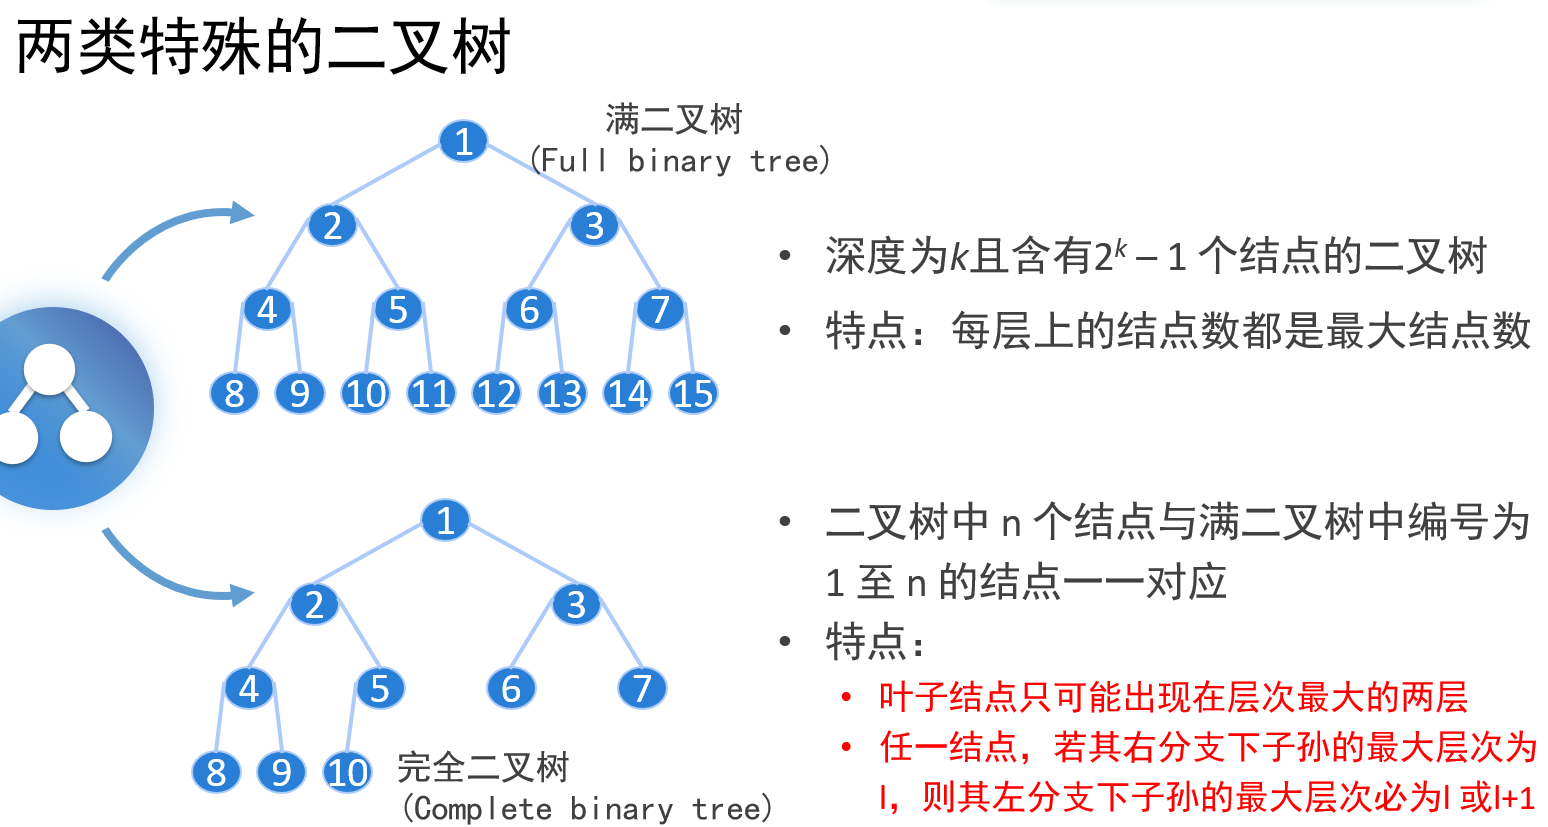 两类特殊的二叉树
满二叉树
(Full binary tree)
1
2 3
4 5 6 7
8 9 10 11 12 13 14 15
• 深度为k且含有2ᵏ – 1 个结点的二叉树
• 特点：每层上的结点数都是最大结点数
1
2 3
4 5 6 7
8 9 10
完全二叉树
(Complete binary tree)
• 二叉树中 n 个结点与满二叉树中编号为
1 至 n 的结点一一对应
• 特点：
• 叶子结点只可能出现在层次最大的两层
• 任一结点，若其右分支下子孙的最大层次为
l，则其左分支下子孙的最大层次必为l 或l+1